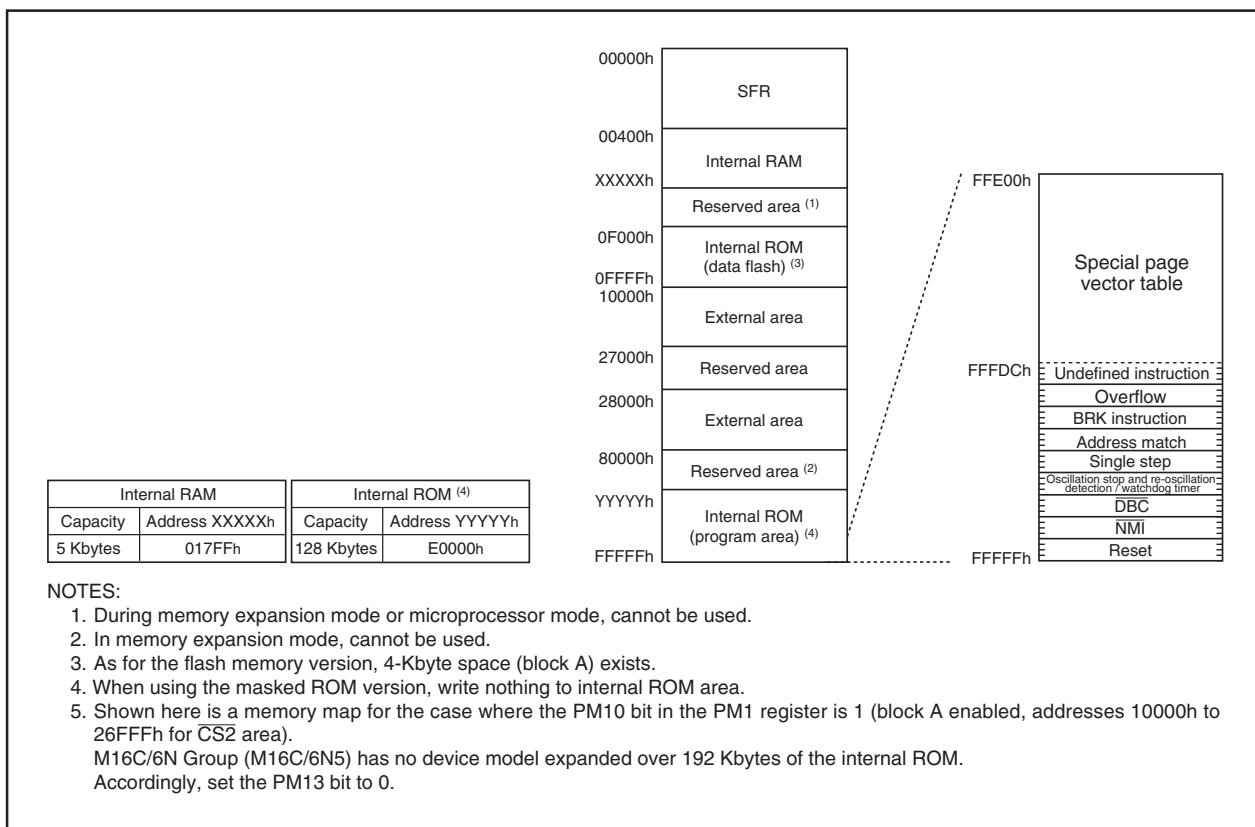 00000h
SFR
00400h
Internal RAM
XXXXXh
Reserved area (1)
0F000h
Internal ROM
(data flash) (3)
0FFFFh
10000h
External area
27000h
Reserved area
28000h
External area
80000h
Reserved area (2)
YYYYYh
Internal ROM
(program area) (4)
FFFFFh
FFE00h
Special page
vector table
FFFDCh
Undefined instruction
Overflow
BRK instruction
Address match
Single step
Oscillation stop and re-oscillation
detection / watchdog timer
DBC
NMI
Reset
FFFFFh
Internal RAM
Capacity Address XXXXXh
5 Kbytes 017FFh
Internal ROM (4)
Capacity Address YYYYYh
128 Kbytes E0000h
NOTES:
1. During memory expansion mode or microprocessor mode, cannot be used.
2. In memory expansion mode, cannot be used.
3. As for the flash memory version, 4-Kbyte space (block A) exists.
4. When using the masked ROM version, write nothing to internal ROM area.
5. Shown here is a memory map for the case where the PM10 bit in the PM1 register is 1 (block A enabled, addresses 10000h to
26FFFh for CS2 area).
M16C/6N Group (M16C/6N5) has no device model expanded over 192 Kbytes of the internal ROM.
Accordingly, set the PM13 bit to 0.